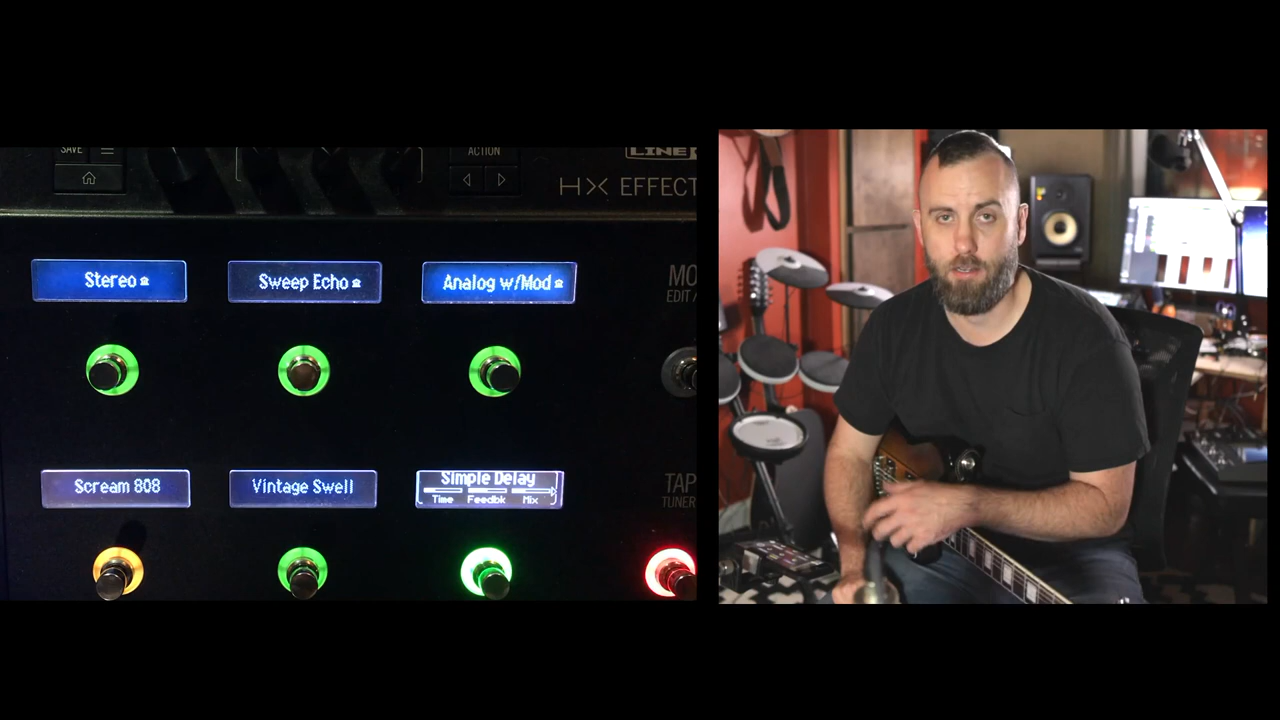 SAVE
ACTION
LINE
HX EFFECT
Stereo
Sweep Echo
Analog w/Mod
MO
EDIT/
Scream 808
Vintage Swell
Simple Delay
Time Feedbk Mix
TAP
TUNER